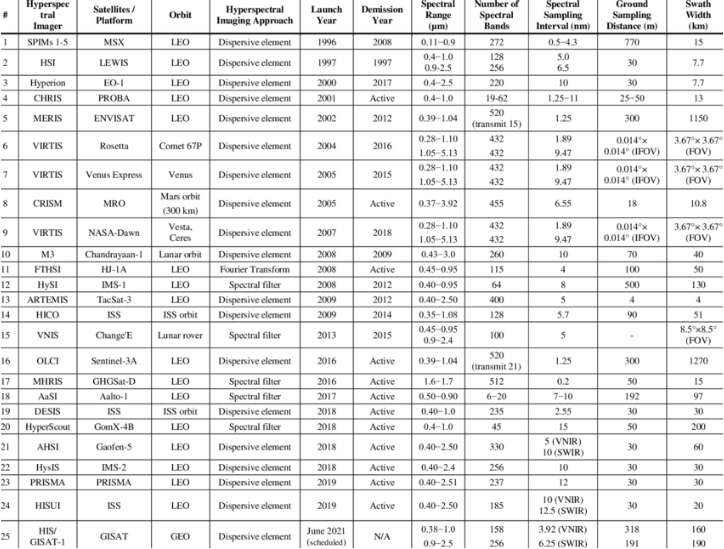 # Hyperspectral Imager Satellites / Platform Orbit Hyperspectral Imaging Approach Launch Year Demission Year Spectral Range (μm) Number of Spectral Bands Spectral Sampling Interval (nm) Ground Sampling Distance (m) Swath Width (km)
1 SPIMs 1-5 MSX LEO Dispersive element 1996 2008 0.11−0.9 272 0.5−4.3 770 15
2 HSI LEWIS LEO Dispersive element 1997 1997 0.4−1.0 128 5.0 30 7.7
0.9-2.5 256 6.5
3 Hyperion EO-1 LEO Dispersive element 2000 2017 0.4−2.5 220 10 30 7.7
4 CHRIS PROBA LEO Dispersive element 2001 Active 0.4−1.0 19-62 1.25−11 25−50 13
5 MERIS ENVISAT LEO Dispersive element 2002 2012 0.39−1.04 520 (transmit 15) 1.25 300 1150
6 VIRTIS Rosetta Comet 67P Dispersive element 2004 2016 0.28−1.10 432 1.89 0.014°× 0.014° (IFOV) 3.67°× 3.67° (FOV)
1.05−5.13 432 9.47
7 VIRTIS Venus Express Venus Dispersive element 2005 2015 0.28−1.10 432 1.89 0.014°× 0.014° (IFOV) 3.67°× 3.67° (FOV)
1.05−5.13 432 9.47
8 CRISM MRO Mars orbit (300 km) Dispersive element 2005 Active 0.37−3.92 455 6.55 18 10.8
9 VIRTIS NASA-Dawn Vesta, Ceres Dispersive element 2007 2018 0.28−1.10 432 1.89 0.014°× 0.014° (IFOV) 3.67°× 3.67° (FOV)
1.05−5.13 432 9.47
10 M3 Chandrayaan-1 Lunar orbit Dispersive element 2008 2009 0.43−3.0 260 10 70 40
11 FTHSI HJ-1A LEO Fourier Transform 2008 Active 0.45−0.95 115 4 100 50
12 HySI IMS-1 LEO Spectral filter 2008 2012 0.40−0.95 64 8 500 130
13 ARTEMIS TacSat-3 LEO Dispersive element 2009 2012 0.40−2.50 400 5 4 4
14 HICO ISS ISS orbit Dispersive element 2009 2014 0.35−1.08 128 5.7 90 51
15 VNIS Change'E Lunar rover Spectral filter 2013 2015 0.45−0.95 100 5 - 8.5°×8.5° (FOV)
0.9−2.4
16 OLCI Sentinel-3A LEO Dispersive element 2016 Active 0.39−1.04 520 (transmit 21) 1.25 300 1270
17 MHRIS GHGSat-D LEO Spectral filter 2016 Active 1.6−1.7 512 0.2 50 15
18 AaSI Aalto-1 LEO Spectral filter 2017 Active 0.50−0.90 6−20 7−10 192 97
19 DESIS ISS ISS orbit Dispersive element 2018 Active 0.40−1.0 235 2.55 30 30
20 HyperScout GomX-4B LEO Spectral filter 2018 Active 0.4−1.0 45 15 50 200
21 AHSI Gaofen-5 LEO Dispersive element 2018 Active 0.40−2.50 330 5 (VNIR) 30 60
10 (SWIR)
22 HysIS IMS-2 LEO Dispersive element 2018 Active 0.40−2.4 256 10 30 30
23 PRISMA PRISMA LEO Dispersive element 2019 Active 0.40−2.51 237 12 30 30
24 HISUI ISS LEO Dispersive element 2019 Active 0.40−2.50 185 10 (VNIR) 30 20
12.5 (SWIR)
25 HIS/ GISAT-1 GISAT GEO Dispersive element June 2021 (scheduled) N/A 0.38−1.0 158 3.92 (VNIR) 318 160
0.9−2.5 256 6.25 (SWIR) 191 190